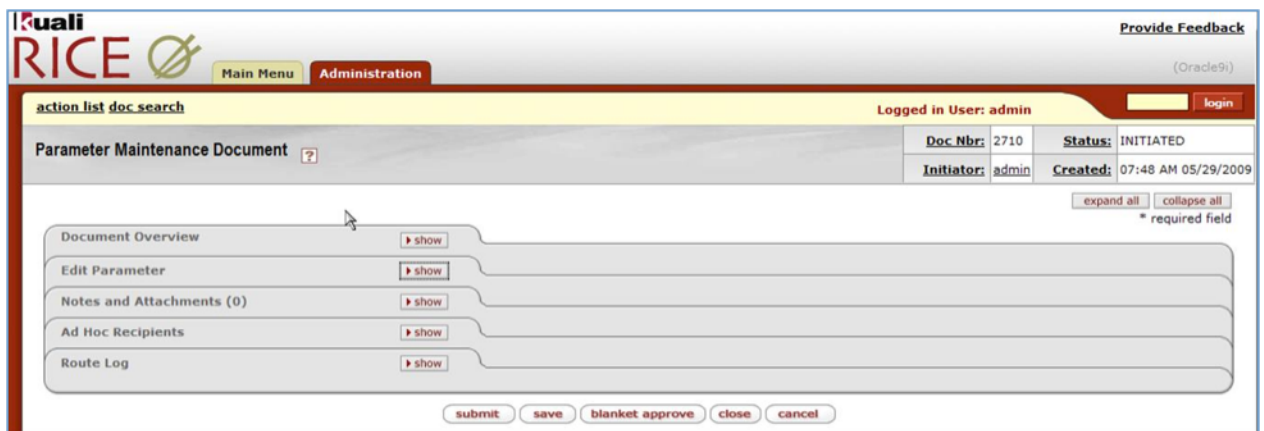 Kuali
RICE
Provide Feedback
(Oracle9i)
Main Menu Administration
action list doc search
Logged in User: admin
login
Parameter Maintenance Document ?
Doc Nbr: 2710 Status: INITIATED
Initiator: admin Created: 07:48 AM 05/29/2009
expand all collapse all
* required field
Document Overview show
Edit Parameter show
Notes and Attachments (0) show
Ad Hoc Recipients show
Route Log show
submit save blanket approve close cancel